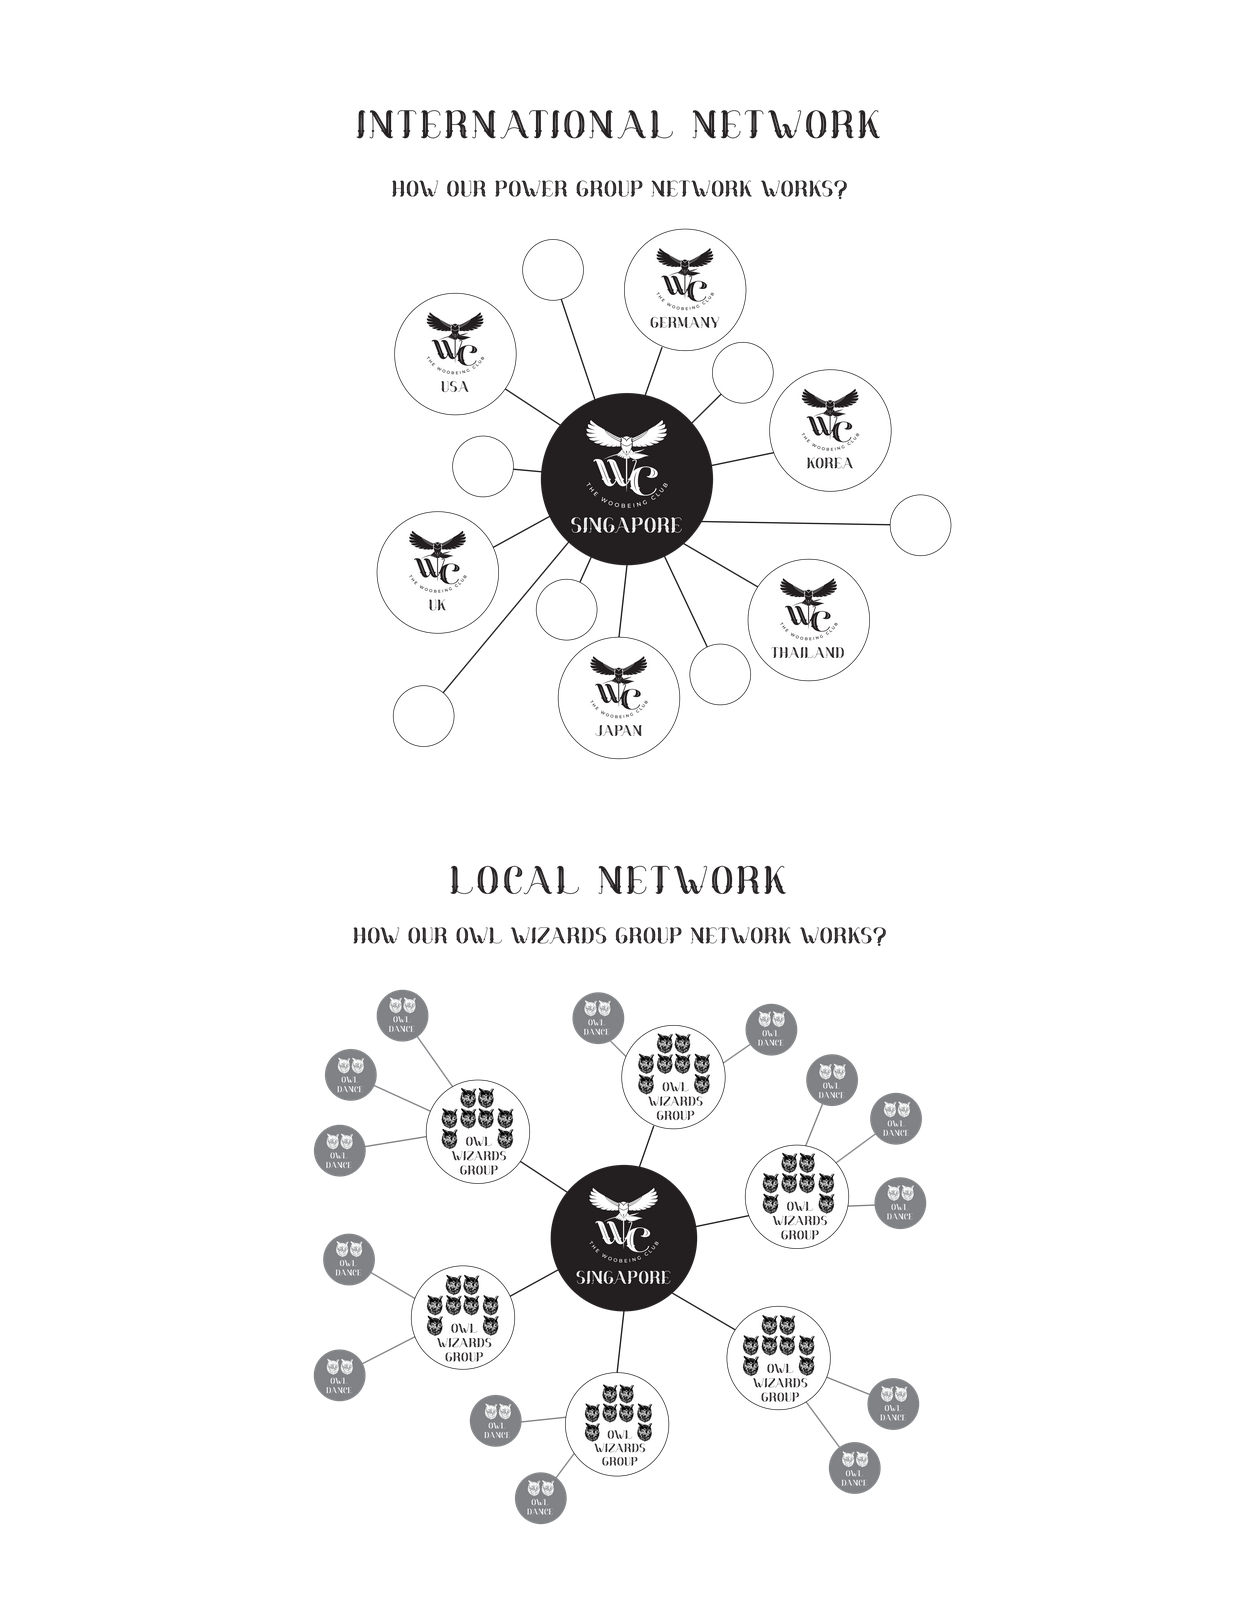 INTERNATIONAL NETWORK
HOW OUR POWER GROUP NETWORK WORKS?
WC
THE WOOBEING CLUB
GERMANY
WC
THE WOOBEING CLUB
USA
WC
THE WOOBEING CLUB
KOREA
WC
THE WOOBEING CLUB
SINGAPORE
WC
THE WOOBEING CLUB
UK
WC
THE WOOBEING CLUB
THAILAND
WC
THE WOOBEING CLUB
JAPAN
LOCAL NETWORK
HOW OUR OWL WIZARDS GROUP NETWORK WORKS?
OWL
DANCE
OWL
DANCE
OWL
DANCE
OWL
DANCE
OWL
DANCE
OWL
DANCE
OWL
DANCE
OWL
DANCE
OWL
WIZARDS
GROUP
OWL
WIZARDS
GROUP
OWL
WIZARDS
GROUP
WC
THE WOOBEING CLUB
SINGAPORE
OWL
DANCE
OWL
DANCE
OWL
WIZARDS
GROUP
OWL
WIZARDS
GROUP
OWL
DANCE
OWL
DANCE
OWL
WIZARDS
GROUP
OWL
DANCE
OWL
DANCE